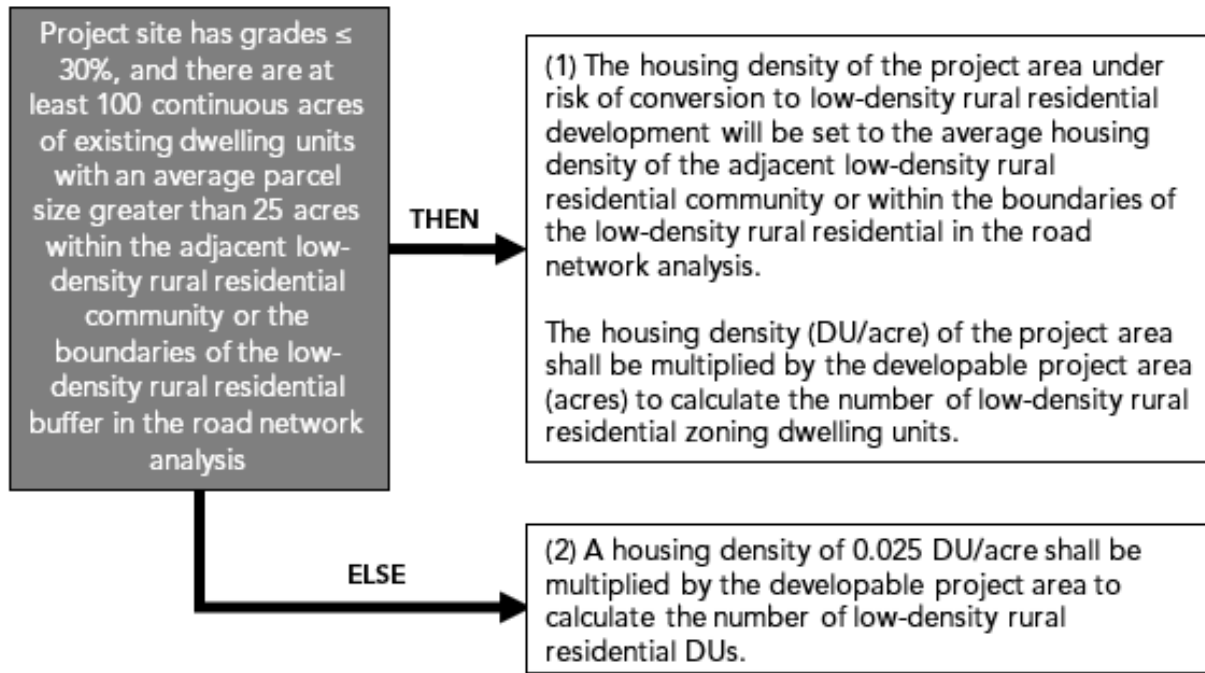 Project site has grades ≤
30%, and there are at
least 100 continuous acres
of existing dwelling units
with an average parcel
size greater than 25 acres
within the adjacent low-
density rural residential
community or the
boundaries of the low-
density rural residential
buffer in the road network
analysis
THEN
(1) The housing density of the project area under
risk of conversion to low-density rural residential
development will be set to the average housing
density of the adjacent low-density rural
residential community or within the boundaries of
the low-density rural residential in the road
network analysis.
The housing density (DU/acre) of the project area
shall be multiplied by the developable project area
(acres) to calculate the number of low-density rural
residential zoning dwelling units.
ELSE
(2) A housing density of 0.025 DU/acre shall be
multiplied by the developable project area to
calculate the number of low-density rural
residential DUs.